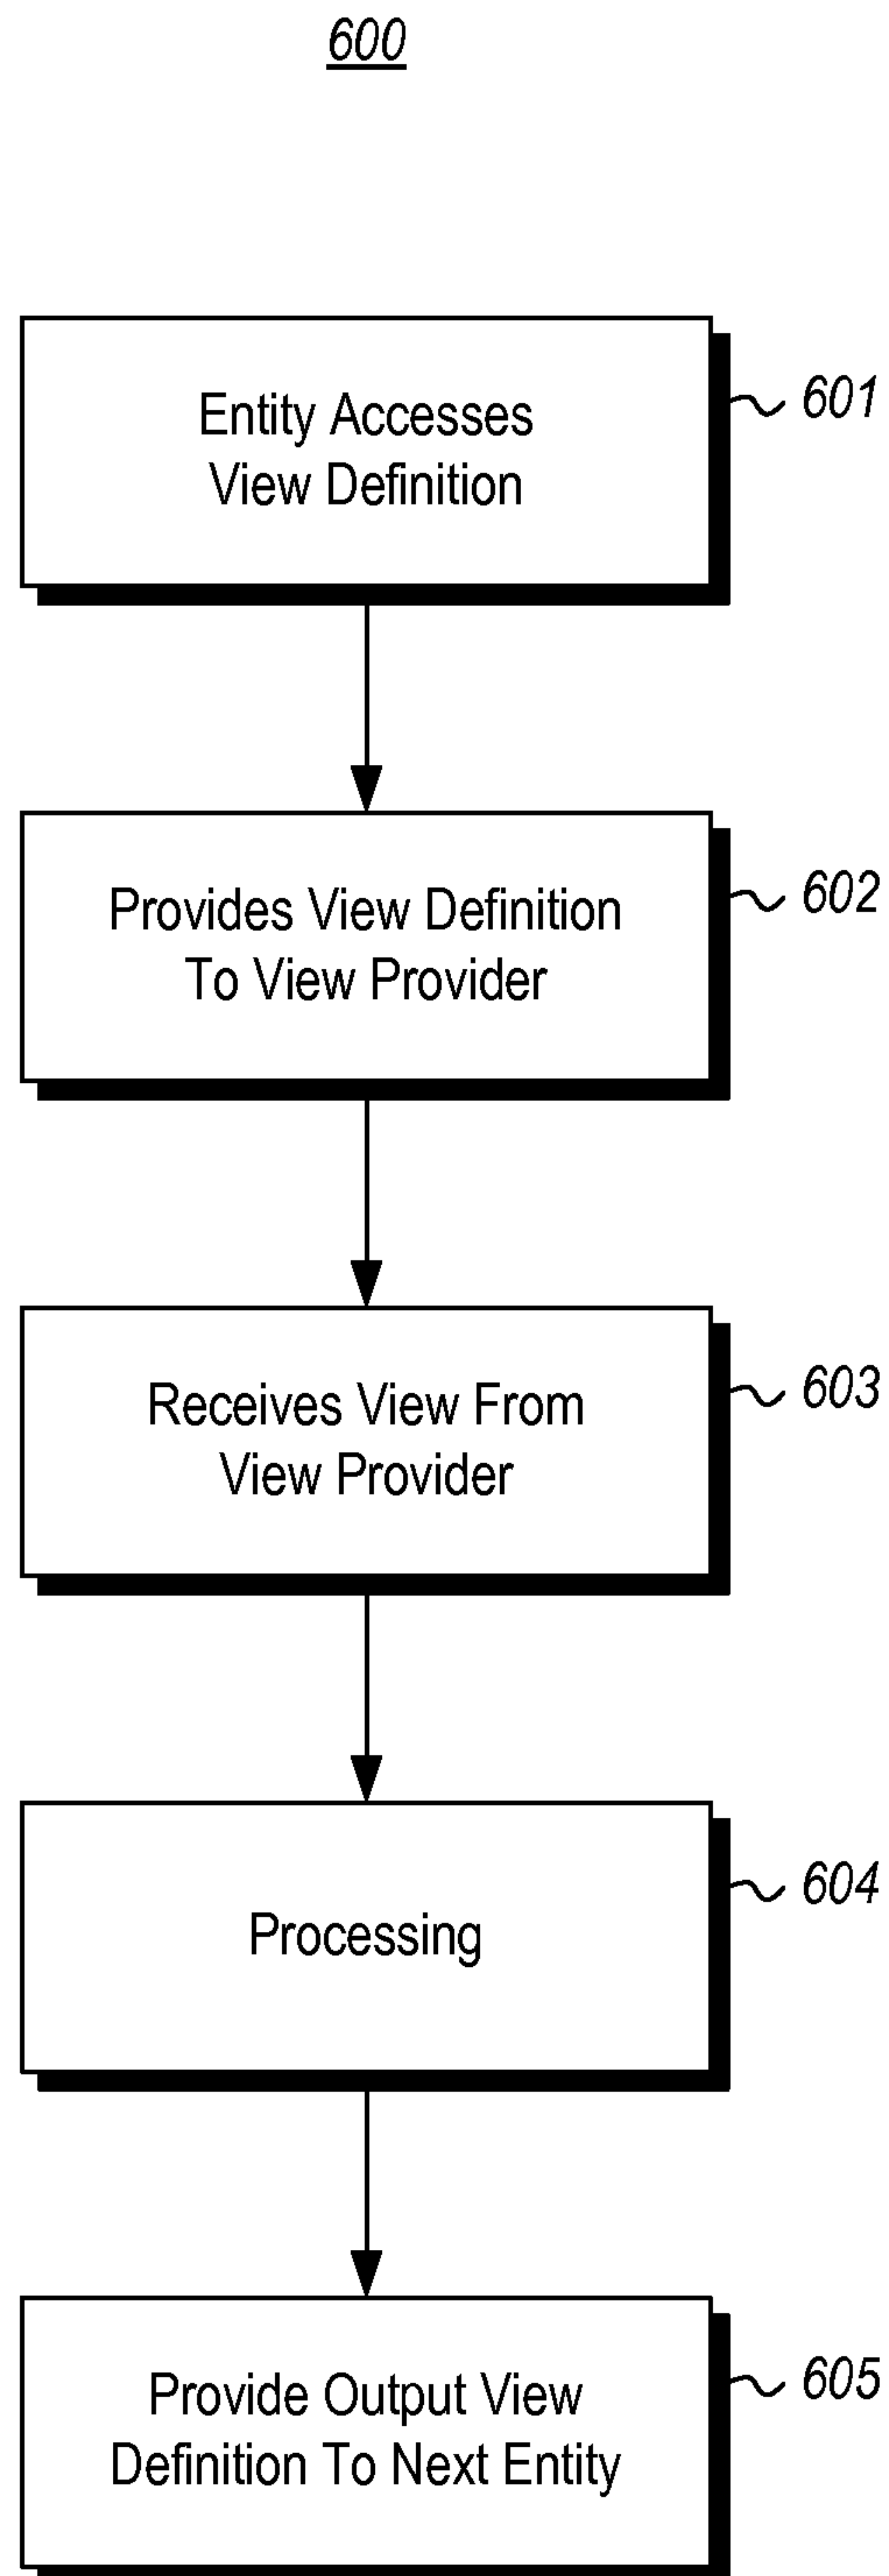 600
Entity Accesses
View Definition
601
Provides View Definition
To View Provider
602
Receives View From
View Provider
603
Processing
604
Provide Output View
Definition To Next Entity
605